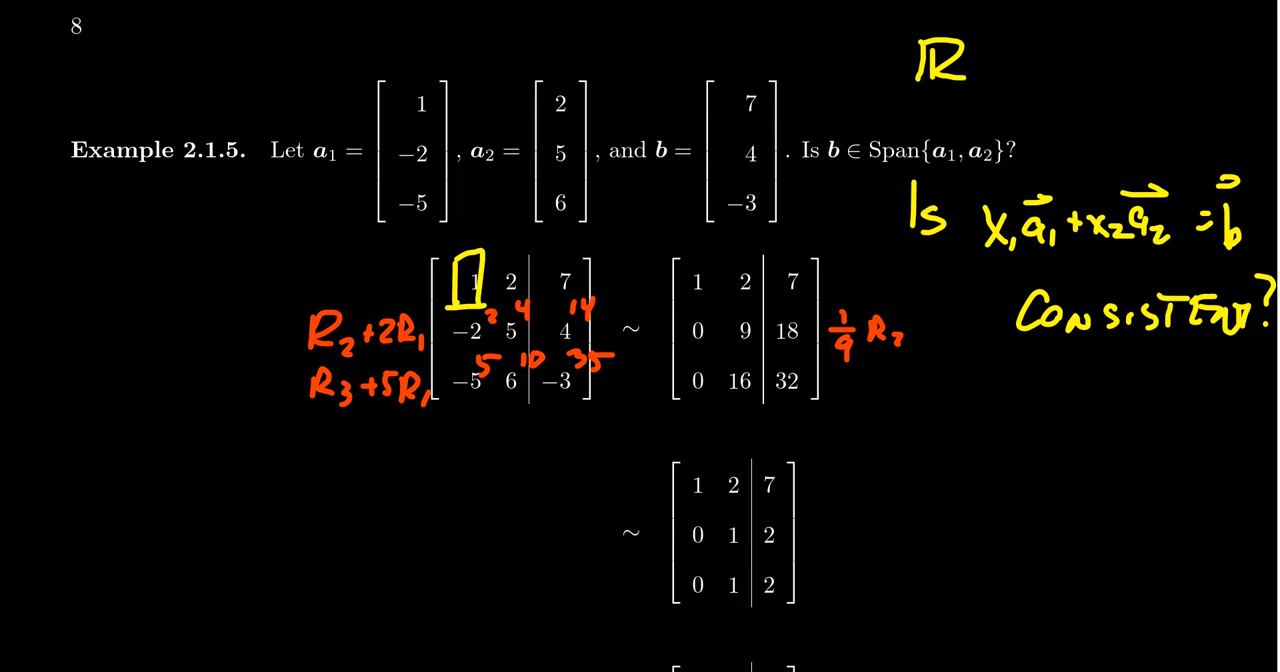 8
ℝ
Example 2.1.5. Let a₁ = [1 −2 −5], a₂ = [2 5 6], and b = [7 4 −3]. Is b ∈ Span{a₁, a₂}?
Is x₁a⃗₁ + x₂a⃗₂ = b⃗
CONSISTENT?
1 2 | 7 ~ 1 2 | 7
2 4 14
R₂ + 2R₁ −2 5 | 4 0 9 | 18 1/9 R₂
5 10 35
R₃ + 5R₁ −5 6 | −3 0 16 | 32
~ 1 2 | 7
0 1 | 2
0 1 | 2